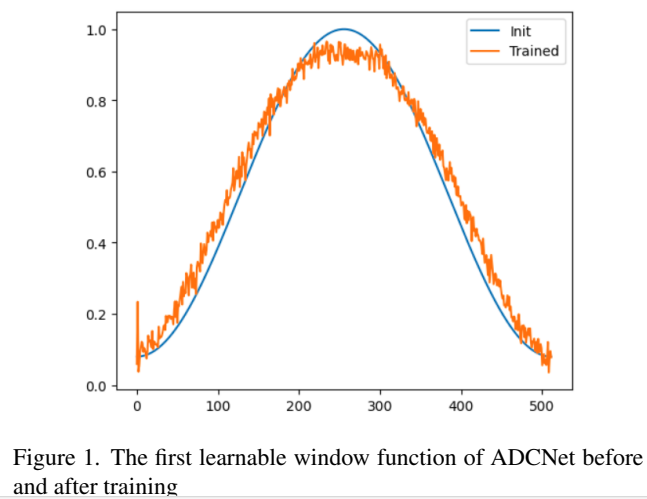 1.0
0.8
0.6
0.4
0.2
0.0
0 100 200 300 400 500
Init
Trained
Figure 1. The first learnable window function of ADCNet before
and after training